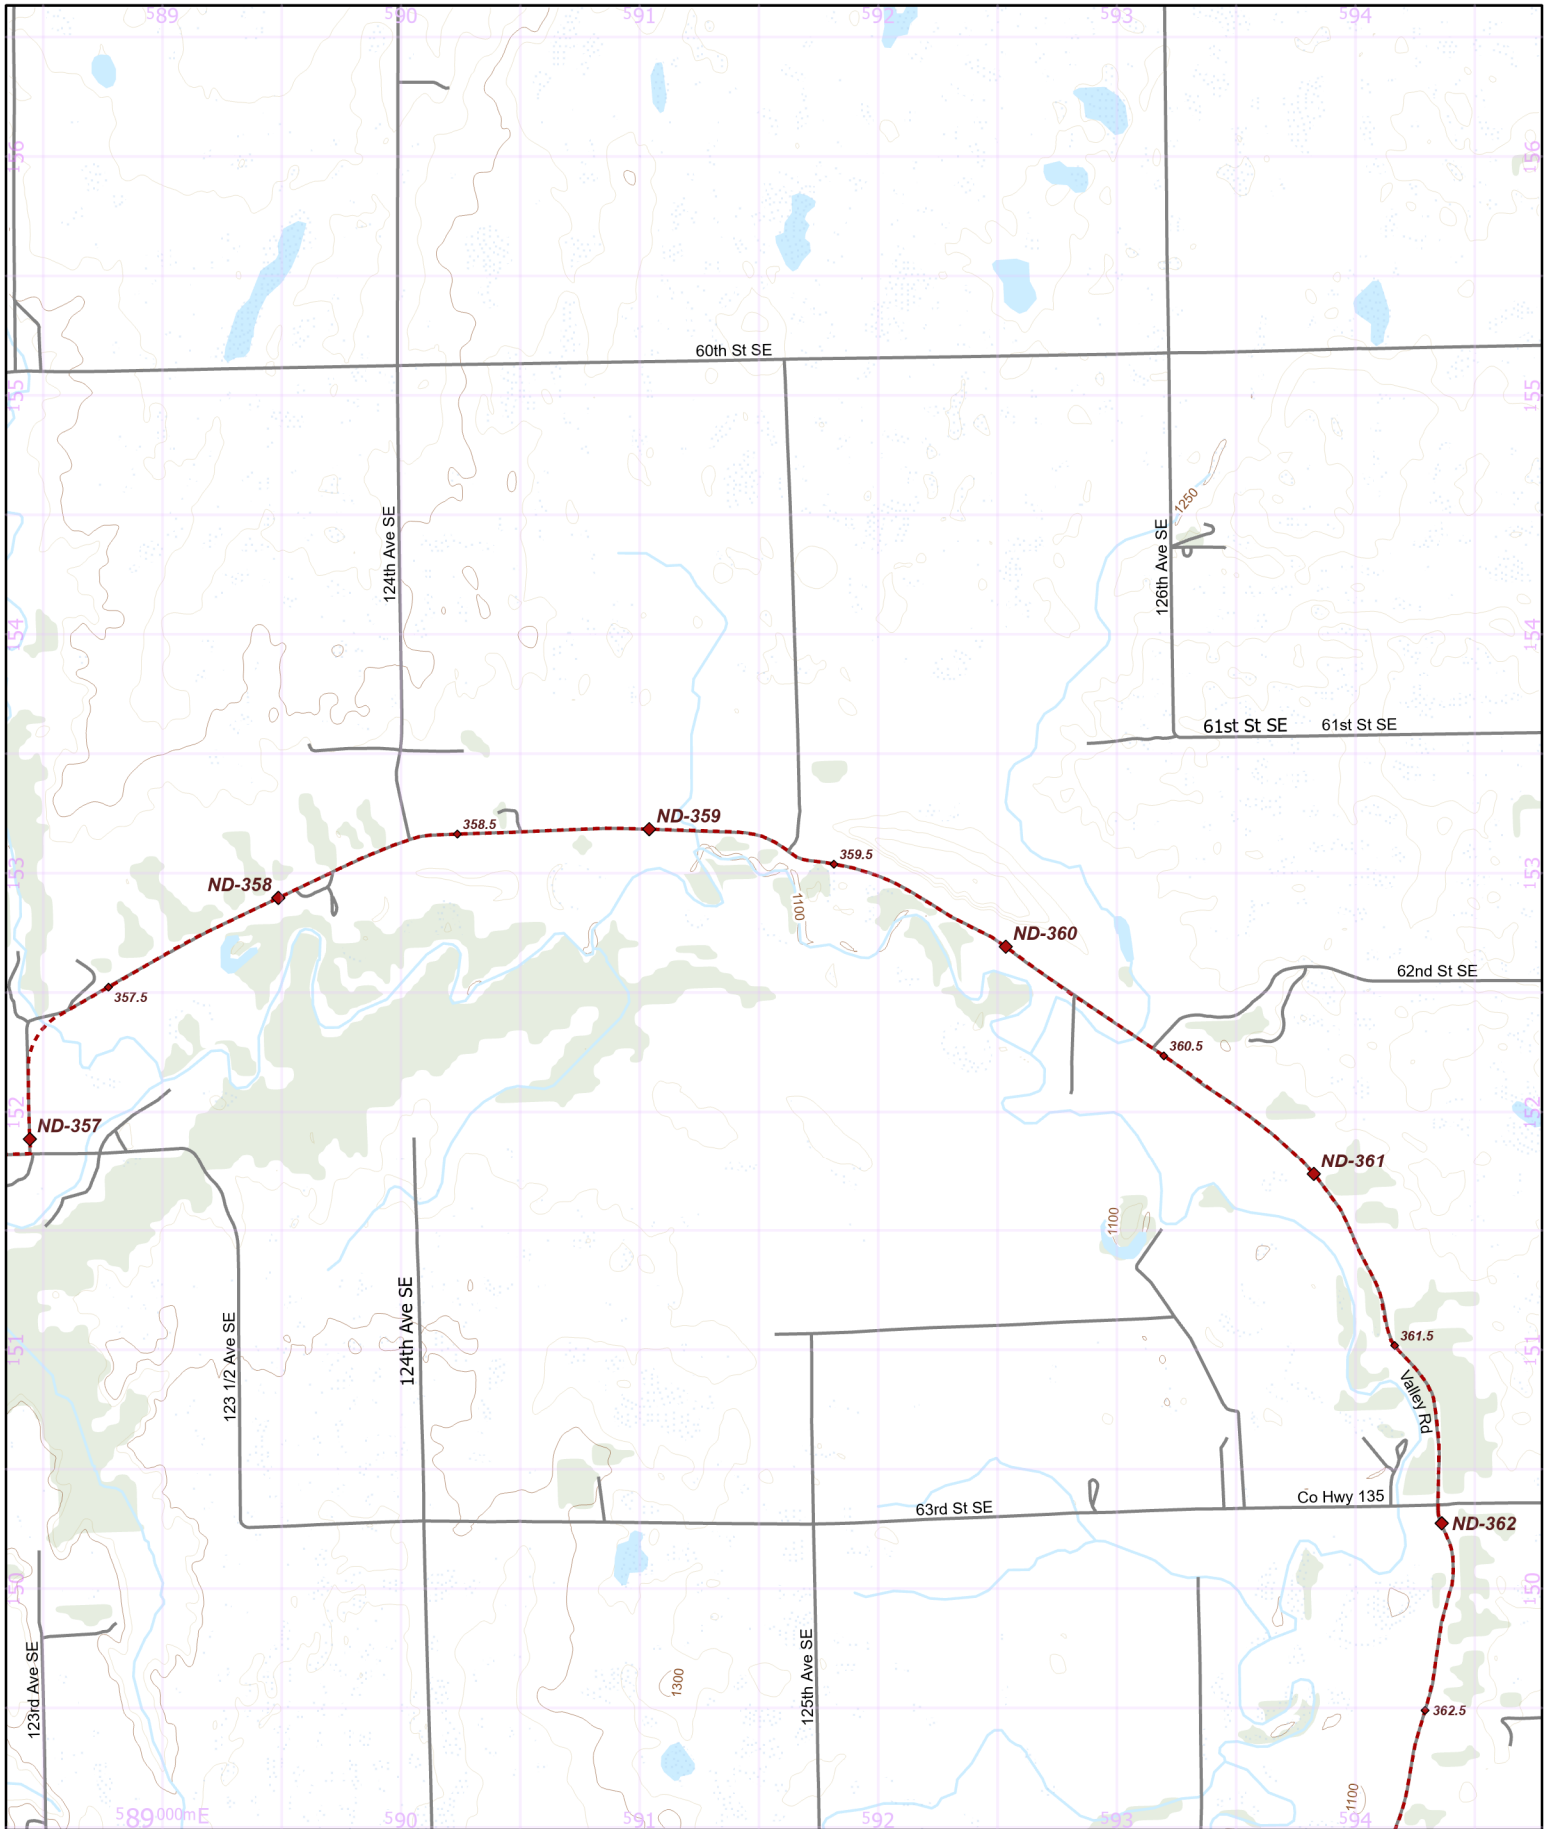 589
590
591
592
593
594
156
156
60th St SE
155
155
1250
124th Ave SE
126th Ave SE
154
154
61st St SE
61st St SE
ND-359
358.5
359.5
153
153
ND-358
1100
ND-360
62nd St SE
357.5
360.5
152
152
ND-357
ND-361
1100
124th Ave SE
123 1/2 Ave SE
151
151
361.5
Valley Rd
Co Hwy 135
63rd St SE
ND-362
150
150
123rd Ave SE
1300
125th Ave SE
362.5
1100
589000mE
590
591
592
593
594